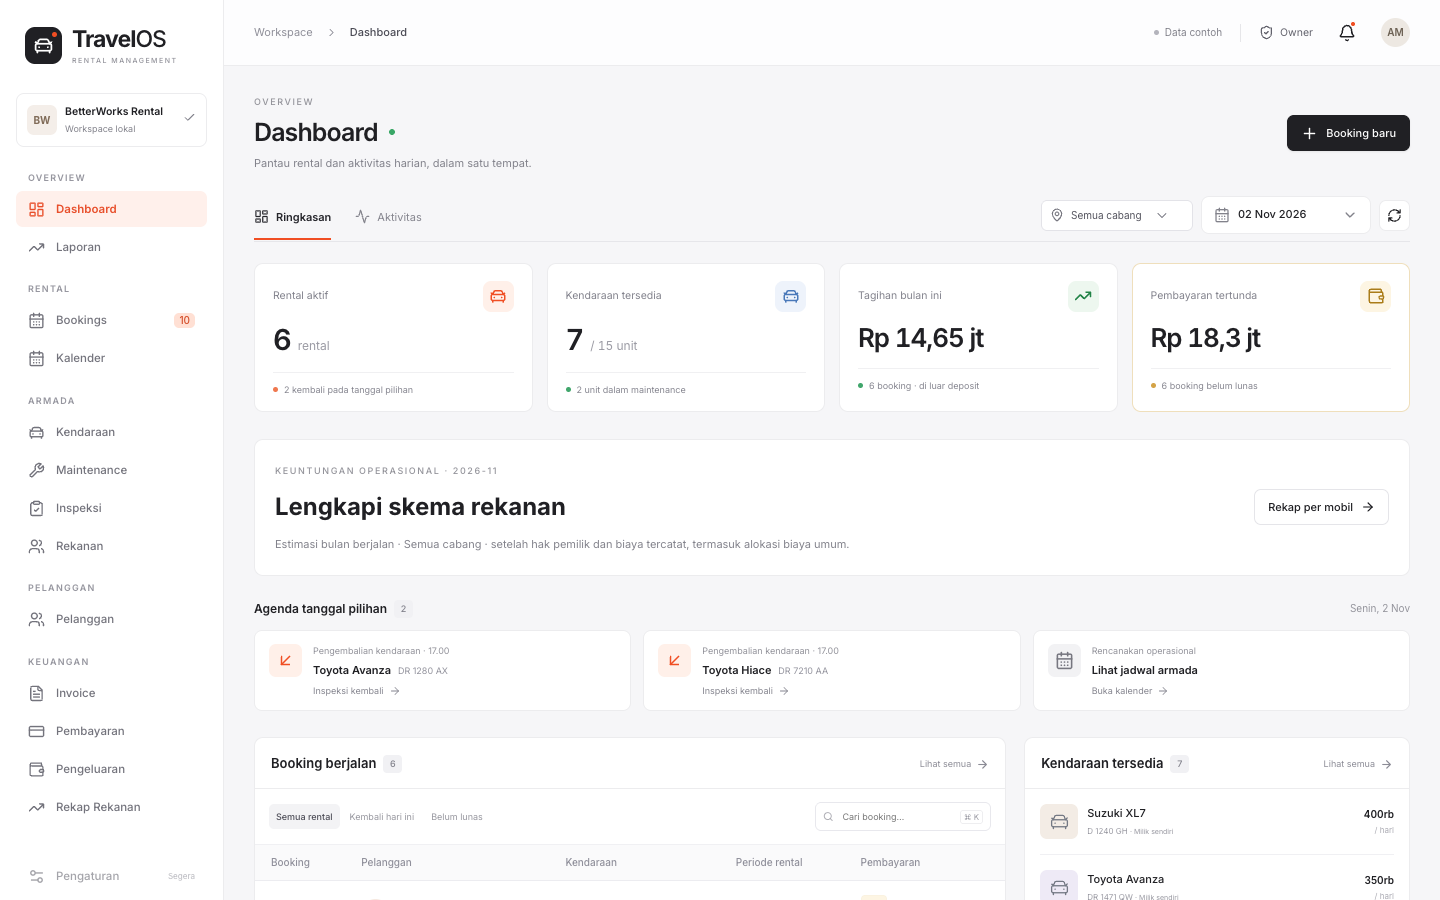 TravelOS
RENTAL MANAGEMENT
BW
BetterWorks Rental
Workspace lokal
OVERVIEW
Dashboard
Laporan
RENTAL
Bookings 10
Kalender
ARMADA
Kendaraan
Maintenance
Inspeksi
Rekanan
PELANGGAN
Pelanggan
KEUANGAN
Invoice
Pembayaran
Pengeluaran
Rekap Rekanan
Pengaturan Segera
Workspace > Dashboard
Data contoh
Owner
AM
OVERVIEW
Dashboard
Pantau rental dan aktivitas harian, dalam satu tempat.
Booking baru
Ringkasan Aktivitas
Semua cabang
02 Nov 2026
Rental aktif
6 rental
2 kembali pada tanggal pilihan
Kendaraan tersedia
7 / 15 unit
2 unit dalam maintenance
Tagihan bulan ini
Rp 14,65 jt
6 booking · di luar deposit
Pembayaran tertunda
Rp 18,3 jt
6 booking belum lunas
KEUNTUNGAN OPERASIONAL · 2026-11
Lengkapi skema rekanan
Estimasi bulan berjalan · Semua cabang · setelah hak pemilik dan biaya tercatat, termasuk alokasi biaya umum.
Rekap per mobil
Agenda tanggal pilihan 2
Senin, 2 Nov
Pengembalian kendaraan · 17.00
Toyota Avanza DR 1280 AX
Inspeksi kembali
Pengembalian kendaraan · 17.00
Toyota Hiace DR 7210 AA
Inspeksi kembali
Rencanakan operasional
Lihat jadwal armada
Buka kalender
Booking berjalan 6
Lihat semua
Semua rental Kembali hari ini Belum lunas
Cari booking... ⌘ K
Booking Pelanggan Kendaraan Periode rental Pembayaran
Kendaraan tersedia 7
Lihat semua
Suzuki XL7
D 1240 GH · Milik sendiri
400rb
/ hari
Toyota Avanza
DR 1471 QW · Milik sendiri
350rb
/ hari